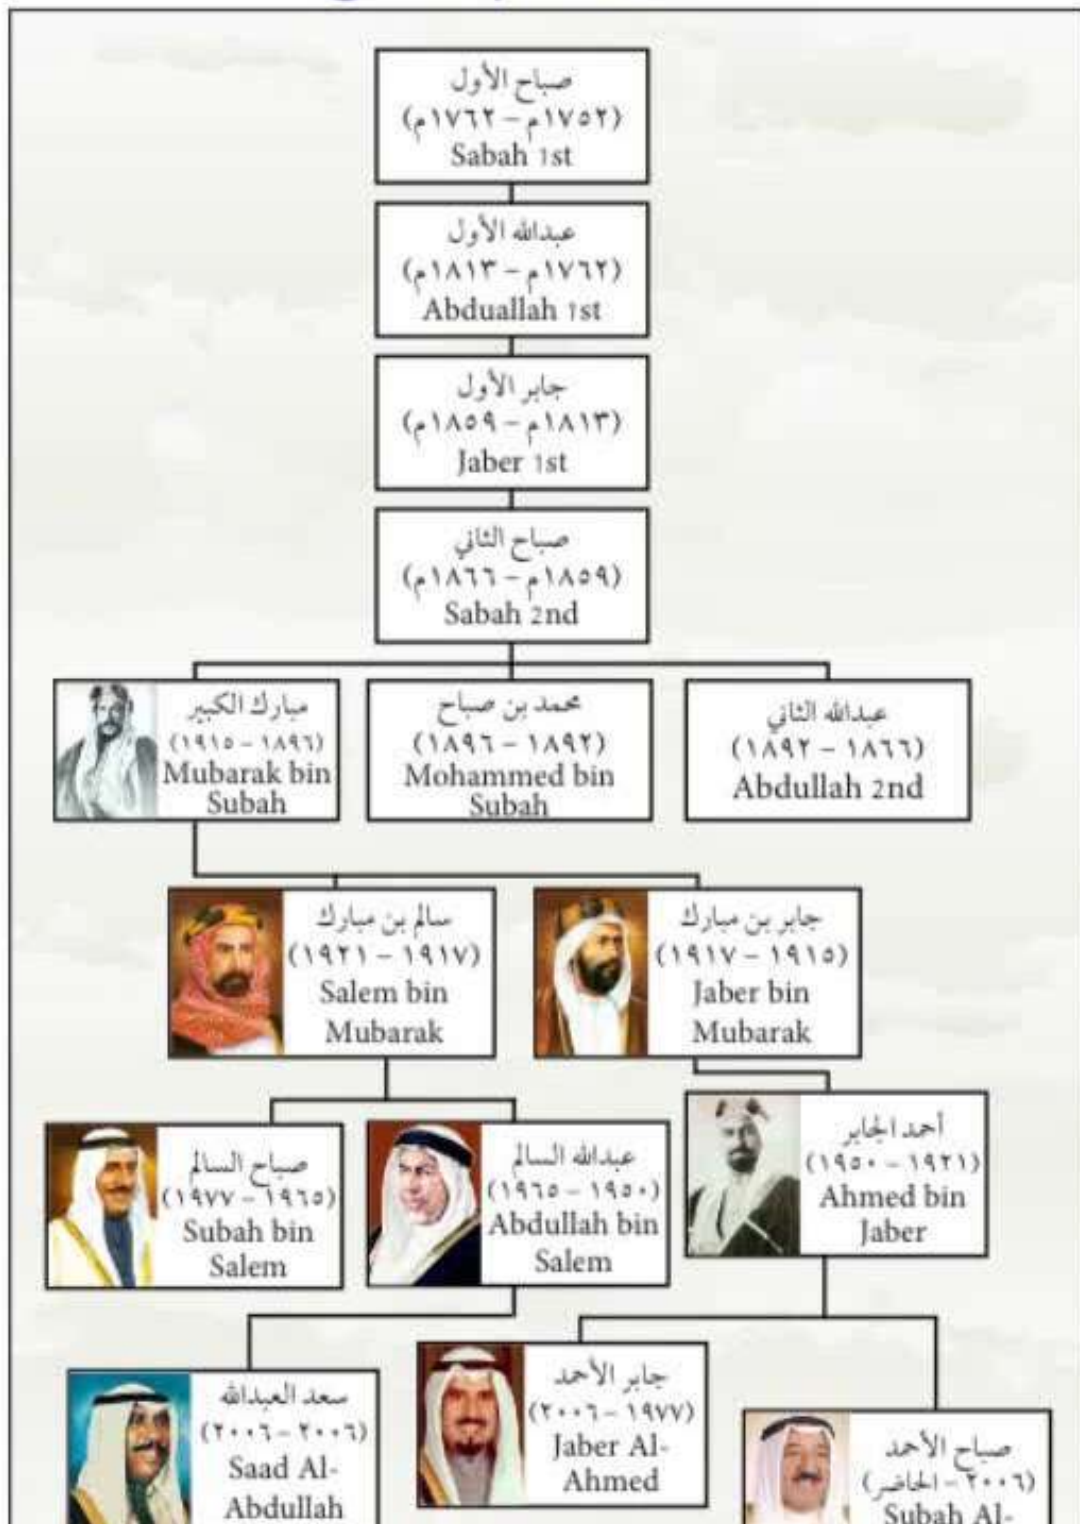 صباح الأول
(١٧٥٢م – ١٧٦٢م)
Sabah 1st
عبدالله الأول
(١٧٦٢م – ١٨١٣م)
Abduallah 1st
جابر الأول
(١٨١٣م – ١٨٥٩م)
Jaber 1st
صباح الثاني
(١٨٥٩م – ١٨٦٦م)
Sabah 2nd
عبدالله الثاني
(١٨٦٦ – ١٨٩٢)
Abdullah 2nd
محمد بن صباح
(١٨٩٢ – ١٨٩٦)
Mohammed bin
Subah
مبارك الكبير
(١٨٩٦ – ١٩١٥)
Mubarak bin
Subah
جابر بن مبارك
(١٩١٥ – ١٩١٧)
Jaber bin
Mubarak
سالم بن مبارك
(١٩١٧ – ١٩٢١)
Salem bin
Mubarak
أحمد الجابر
(١٩٢١ – ١٩٥٠)
Ahmed bin
Jaber
عبدالله السالم
(١٩٥٠ – ١٩٦٥)
Abdullah bin
Salem
صباح السالم
(١٩٦٥ – ١٩٧٧)
Subah bin
Salem
جابر الأحمد
(١٩٧٧ – ٢٠٠٦)
Jaber Al-
Ahmed
سعد العبدالله
(٢٠٠٦ – ٢٠٠٦)
Saad Al-
Abdullah
صباح الأحمد
(٢٠٠٦ – الحاضر)
Subah Al-